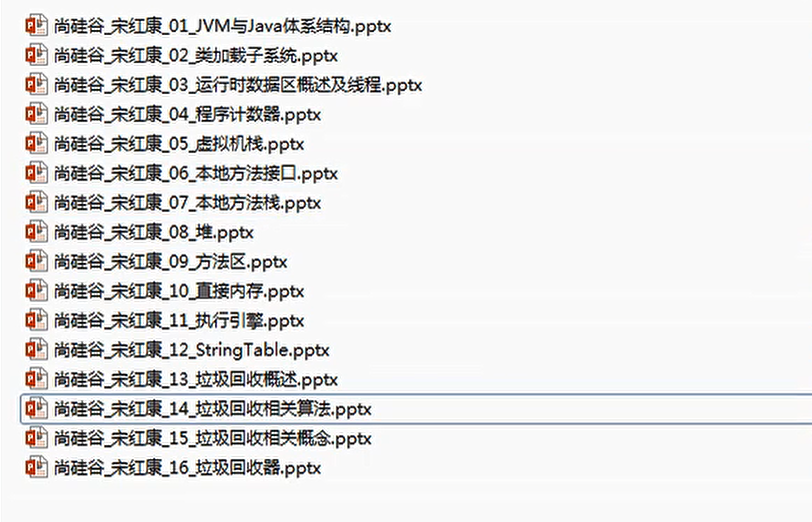 尚硅谷_宋红康_01_JVM与Java体系结构.pptx
尚硅谷_宋红康_02_类加载子系统.pptx
尚硅谷_宋红康_03_运行时数据区概述及线程.pptx
尚硅谷_宋红康_04_程序计数器.pptx
尚硅谷_宋红康_05_虚拟机栈.pptx
尚硅谷_宋红康_06_本地方法接口.pptx
尚硅谷_宋红康_07_本地方法栈.pptx
尚硅谷_宋红康_08_堆.pptx
尚硅谷_宋红康_09_方法区.pptx
尚硅谷_宋红康_10_直接内存.pptx
尚硅谷_宋红康_11_执行引擎.pptx
尚硅谷_宋红康_12_StringTable.pptx
尚硅谷_宋红康_13_垃圾回收概述.pptx
尚硅谷_宋红康_14_垃圾回收相关算法.pptx
尚硅谷_宋红康_15_垃圾回收相关概念.pptx
尚硅谷_宋红康_16_垃圾回收器.pptx